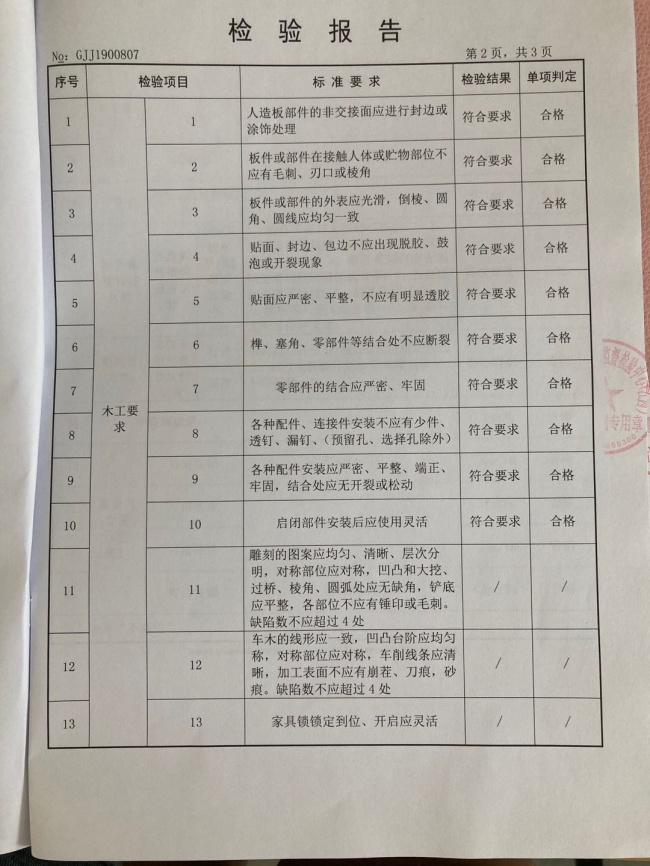 检验报告
No: GJJ1900807
第2页，共3页
序号 检验项目 标准要求 检验结果 单项判定
木工要
求
1 1 人造板部件的非交接面应进行封边或
涂饰处理 符合要求 合格
2 2 板件或部件在接触人体或贮物部位不
应有毛刺、刃口或棱角 符合要求 合格
3 3 板件或部件的外表应光滑，倒棱、圆
角、圆线应均匀一致 符合要求 合格
4 4 贴面、封边、包边不应出现脱胶、鼓
泡或开裂现象 符合要求 合格
5 5 贴面应严密、平整，不应有明显透胶 符合要求 合格
6 6 榫、塞角、零部件等结合处不应断裂 符合要求 合格
7 7 零部件的结合应严密、牢固 符合要求 合格
8 8 各种配件、连接件安装不应有少件、
透钉、漏钉、（预留孔、选择孔除外） 符合要求 合格
9 9 各种配件安装应严密、平整、端正、
牢固，结合处应无开裂或松动 符合要求 合格
10 10 启闭部件安装后应使用灵活 符合要求 合格
11 11 雕刻的图案应均匀、清晰、层次分
明，对称部位应对称，凹凸和大挖、
过桥、棱角、圆弧处应无缺角，铲底
应平整，各部位不应有锤印或毛刺。
缺陷数不应超过4处 / /
12 12 车木的线形应一致，凹凸台阶应均匀
称，对称部位应对称，车削线条应清
晰，加工表面不应有崩茬、刀痕，砂
痕。缺陷数不应超过4处 / /
13 13 家具锁锁定到位、开启应灵活 / /
专用章